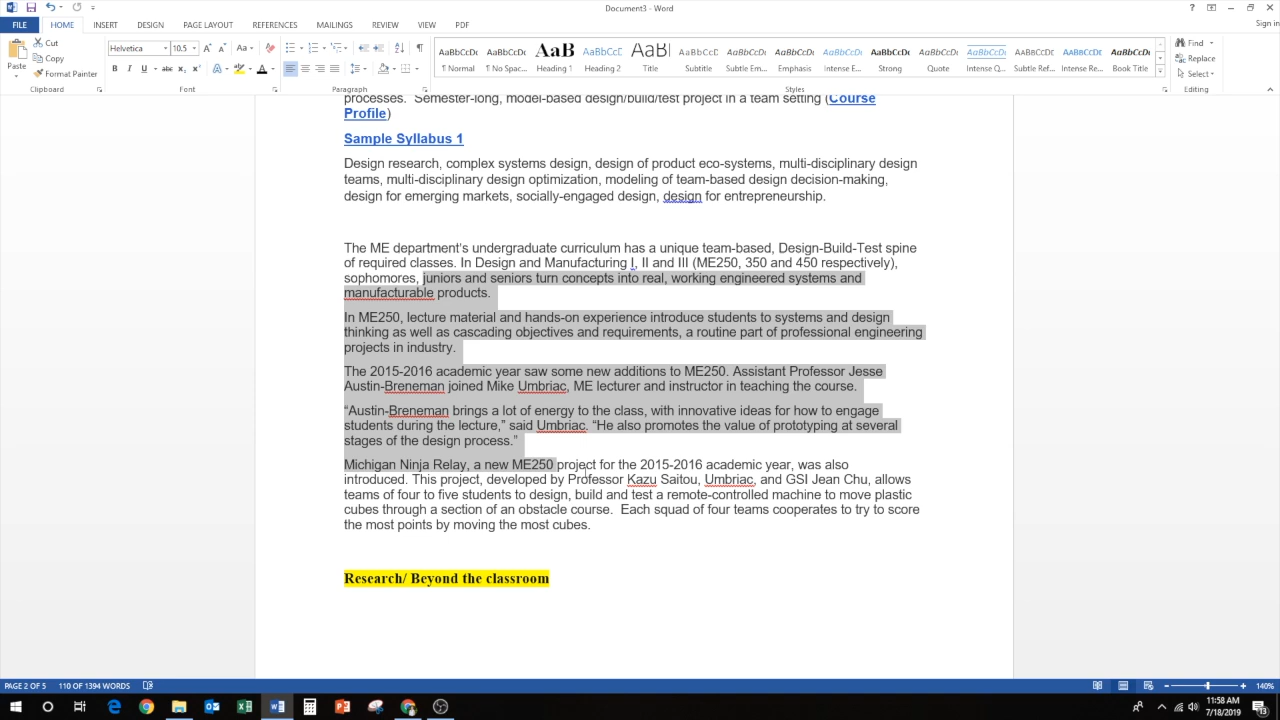 Document3 - Word
Sign in
FILE HOME INSERT DESIGN PAGE LAYOUT REFERENCES MAILINGS REVIEW VIEW PDF
Paste
Cut
Copy
Format Painter
Clipboard
Helvetica 10.5
Font
Paragraph
AaBbCcDc AaBbCcDc AaB AaBbCcC AaBl AaBbCcD AaBbCcDc AaBbCcDc AaBbCcDc AaBbCcDc AaBbCcDc AaBbCcDc AaBbCcDc AaBbCcDc AaBbCcDc
¶ Normal ¶ No Spac... Heading 1 Heading 2 Title Subtitle Subtle Em... Emphasis Intense E... Strong Quote Intense Q... Subtle Ref... Intense Re... Book Title
Styles
Find
Replace
Select
Editing
processes.  Semester-long, model-based design/build/test project in a team setting (Course
Profile)
Sample Syllabus 1
Design research, complex systems design, design of product eco-systems, multi-disciplinary design
teams, multi-disciplinary design optimization, modeling of team-based design decision-making,
design for emerging markets, socially-engaged design, design for entrepreneurship.
The ME department's undergraduate curriculum has a unique team-based, Design-Build-Test spine
of required classes. In Design and Manufacturing I, II and III (ME250, 350 and 450 respectively),
sophomores, juniors and seniors turn concepts into real, working engineered systems and
manufacturable products.
In ME250, lecture material and hands-on experience introduce students to systems and design
thinking as well as cascading objectives and requirements, a routine part of professional engineering
projects in industry.
The 2015-2016 academic year saw some new additions to ME250. Assistant Professor Jesse
Austin-Breneman joined Mike Umbriac, ME lecturer and instructor in teaching the course.
“Austin-Breneman brings a lot of energy to the class, with innovative ideas for how to engage
students during the lecture,” said Umbriac. “He also promotes the value of prototyping at several
stages of the design process.”
Michigan Ninja Relay, a new ME250 project for the 2015-2016 academic year, was also
introduced. This project, developed by Professor Kazu Saitou, Umbriac, and GSI Jean Chu, allows
teams of four to five students to design, build and test a remote-controlled machine to move plastic
cubes through a section of an obstacle course.  Each squad of four teams cooperates to try to score
the most points by moving the most cubes.
Research/ Beyond the classroom
PAGE 2 OF 5 110 OF 1394 WORDS
140%
11:58 AM
7/18/2019
13